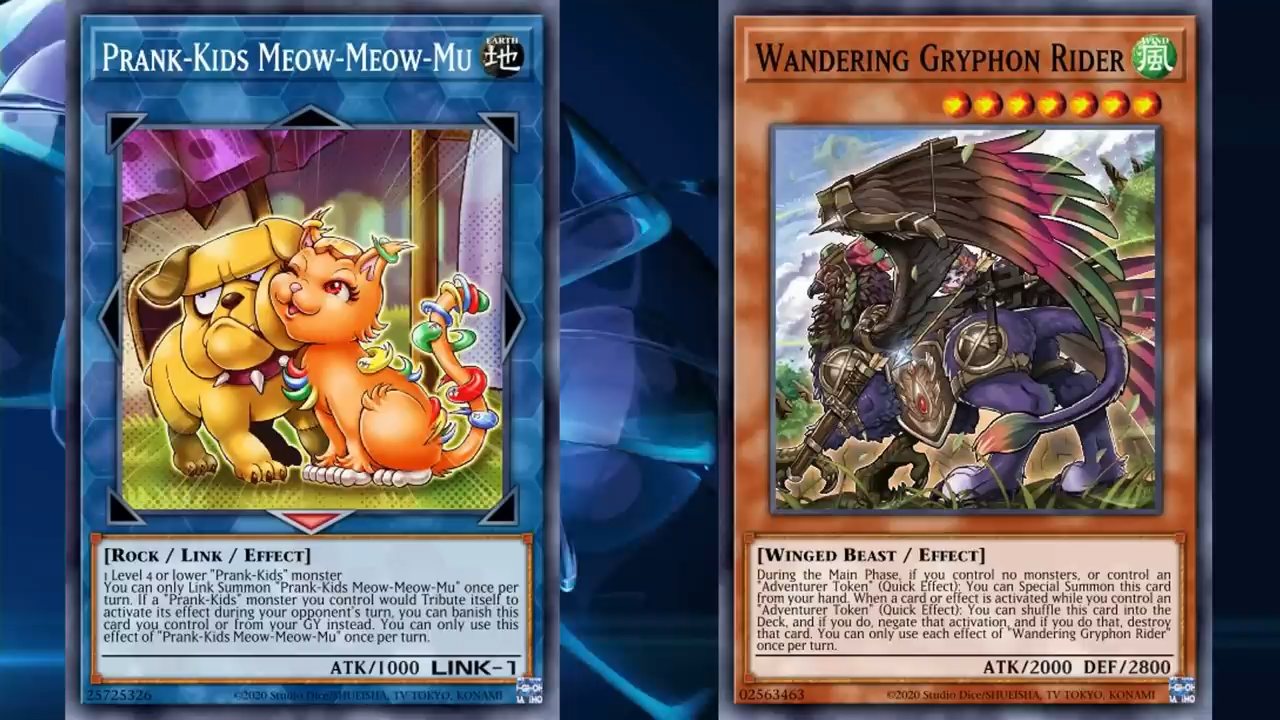 PRANK-KIDS MEOW-MEOW-MU
EARTH
地
[ROCK / LINK / EFFECT]
1 Level 4 or lower "Prank-Kids" monster
You can only Link Summon "Prank-Kids Meow-Meow-Mu" once per
turn. If a "Prank-Kids" monster you control would Tribute itself to
activate its effect during your opponent's turn, you can banish this
card you control or from your GY instead. You can only use this
effect of "Prank-Kids Meow-Meow-Mu" once per turn.
ATK/1000 LINK-1
25725326
©2020 Studio Dice/SHUEISHA, TV TOKYO, KONAMI
WANDERING GRYPHON RIDER
WIND
風
[WINGED BEAST / EFFECT]
During the Main Phase, if you control no monsters, or control an
"Adventurer Token" (Quick Effect): You can Special Summon this card
from your hand. When a card or effect is activated while you control an
"Adventurer Token" (Quick Effect): You can shuffle this card into the
Deck, and if you do, negate that activation, and if you do that, destroy
that card. You can only use each effect of "Wandering Gryphon Rider"
once per turn.
ATK/2000 DEF/2800
02563463
©2020 Studio Dice/SHUEISHA, TV TOKYO, KONAMI